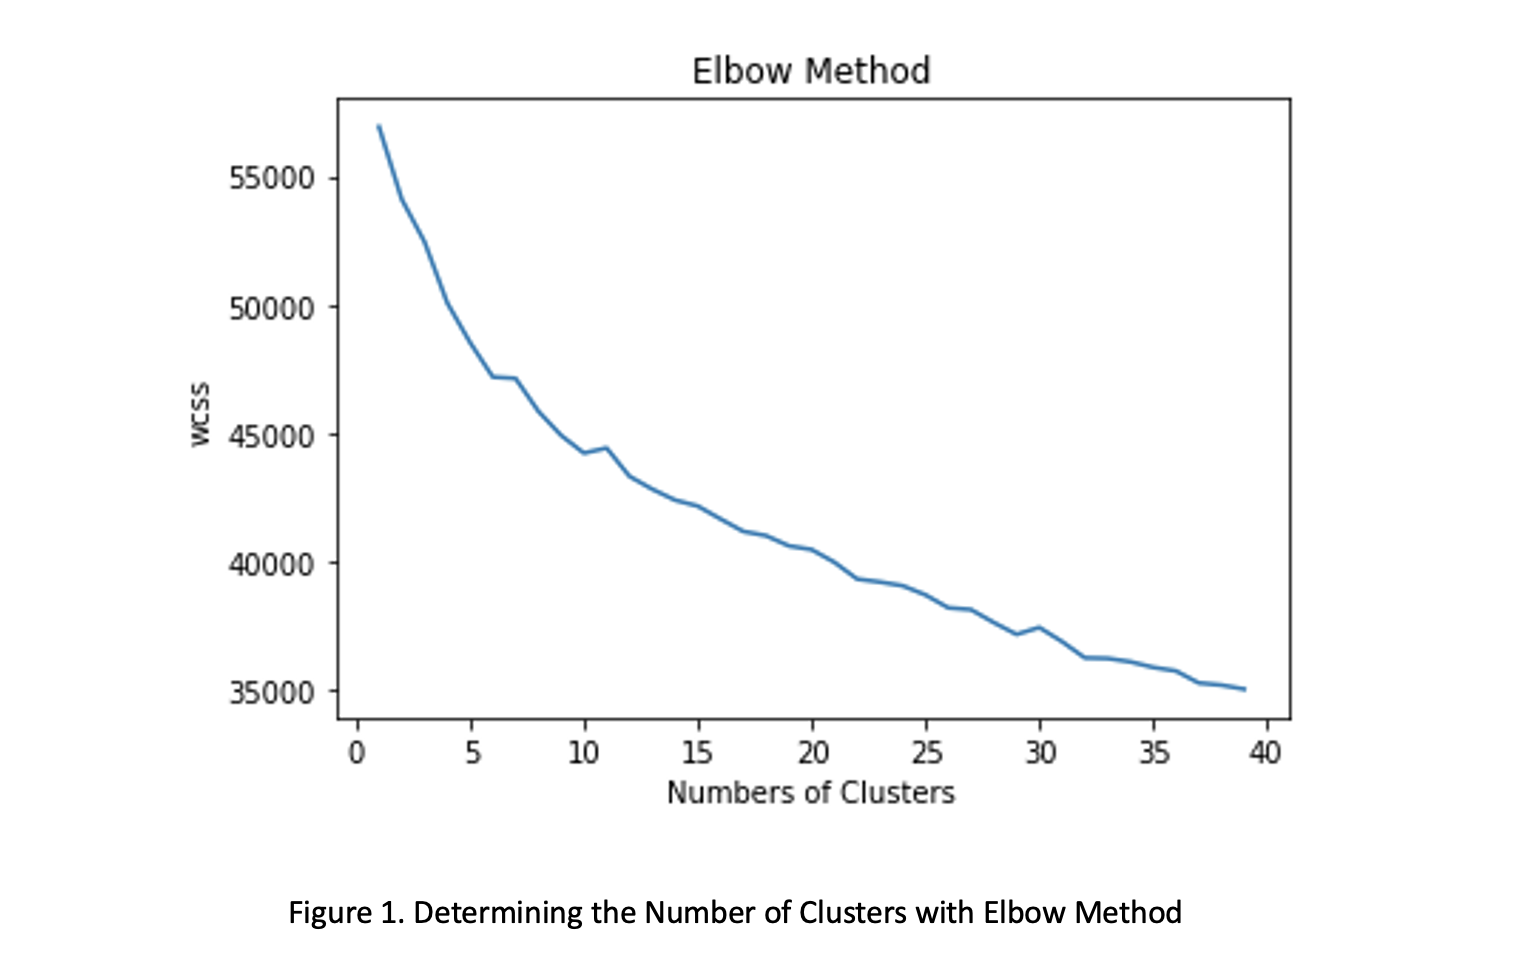 Elbow Method
55000
50000
45000
40000
35000
wcss
0 5 10 15 20 25 30 35 40
Numbers of Clusters
Figure 1. Determining the Number of Clusters with Elbow Method